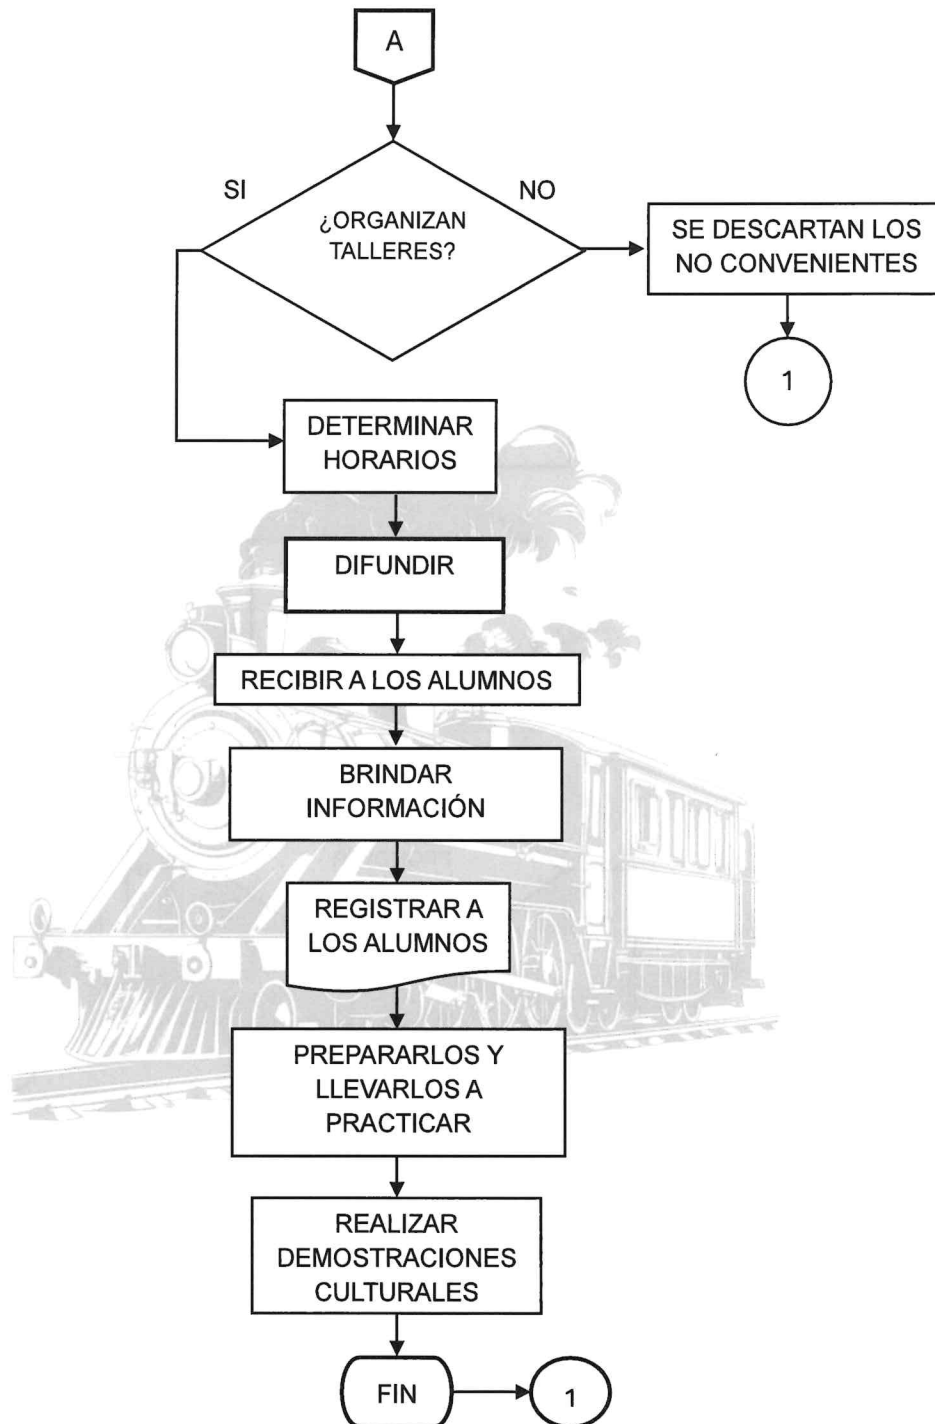 A
SI
NO
¿ORGANIZAN
TALLERES?
SE DESCARTAN LOS
NO CONVENIENTES
1
DETERMINAR
HORARIOS
DIFUNDIR
RECIBIR A LOS ALUMNOS
BRINDAR
INFORMACIÓN
REGISTRAR A
LOS ALUMNOS
PREPARARLOS Y
LLEVARLOS A
PRACTICAR
REALIZAR
DEMOSTRACIONES
CULTURALES
FIN
1